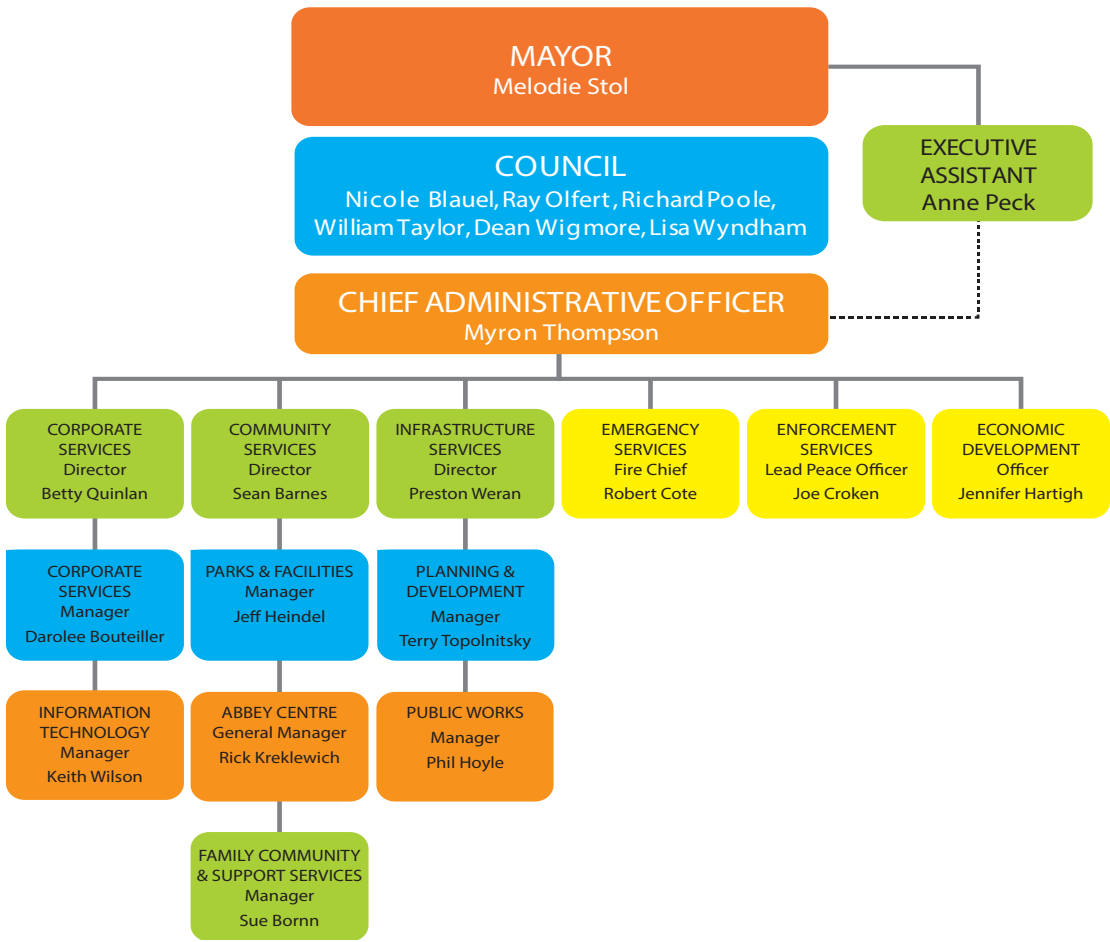 MAYOR
Melodie Stol
EXECUTIVE
ASSISTANT
Anne Peck
COUNCIL
Nicole Blauel, Ray Olfert, Richard Poole,
William Taylor, Dean Wigmore, Lisa Wyndham
CHIEF ADMINISTRATIVE OFFICER
Myron Thompson
CORPORATE
SERVICES
Director
Betty Quinlan
COMMUNITY
SERVICES
Director
Sean Barnes
INFRASTRUCTURE
SERVICES
Director
Preston Weran
EMERGENCY
SERVICES
Fire Chief
Robert Cote
ENFORCEMENT
SERVICES
Lead Peace Officer
Joe Croken
ECONOMIC
DEVELOPMENT
Officer
Jennifer Hartigh
CORPORATE
SERVICES
Manager
Darolee Bouteiller
PARKS & FACILITIES
Manager
Jeff Heindel
PLANNING &
DEVELOPMENT
Manager
Terry Topolnitsky
INFORMATION
TECHNOLOGY
Manager
Keith Wilson
ABBEY CENTRE
General Manager
Rick Kreklewich
PUBLIC WORKS
Manager
Phil Hoyle
FAMILY COMMUNITY
& SUPPORT SERVICES
Manager
Sue Bornn